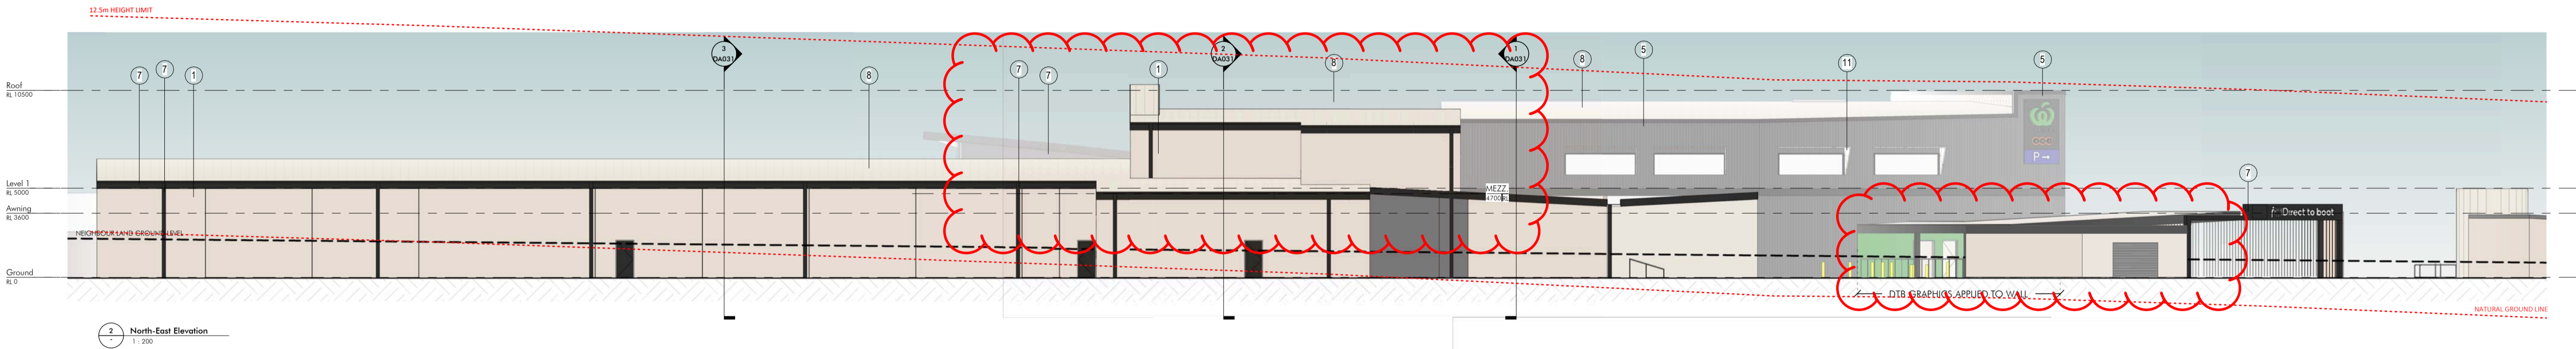 12.5m HEIGHT LIMIT
3
DA031
2
DA031
1
DA031
7
7
1
8
7
7
1
8
8
5
11
5
7
Roof
RL 10500
P→
Level 1
RL 5000
MEZZ.
4700
Awning
RL 3600
Direct to boot
NEIGHBOUR LAND GROUND LEVEL
Ground
RL 0
DTB GRAPHICS APPLIED TO WALL
NATURAL GROUND LINE
2
-
North-East Elevation
1 : 200